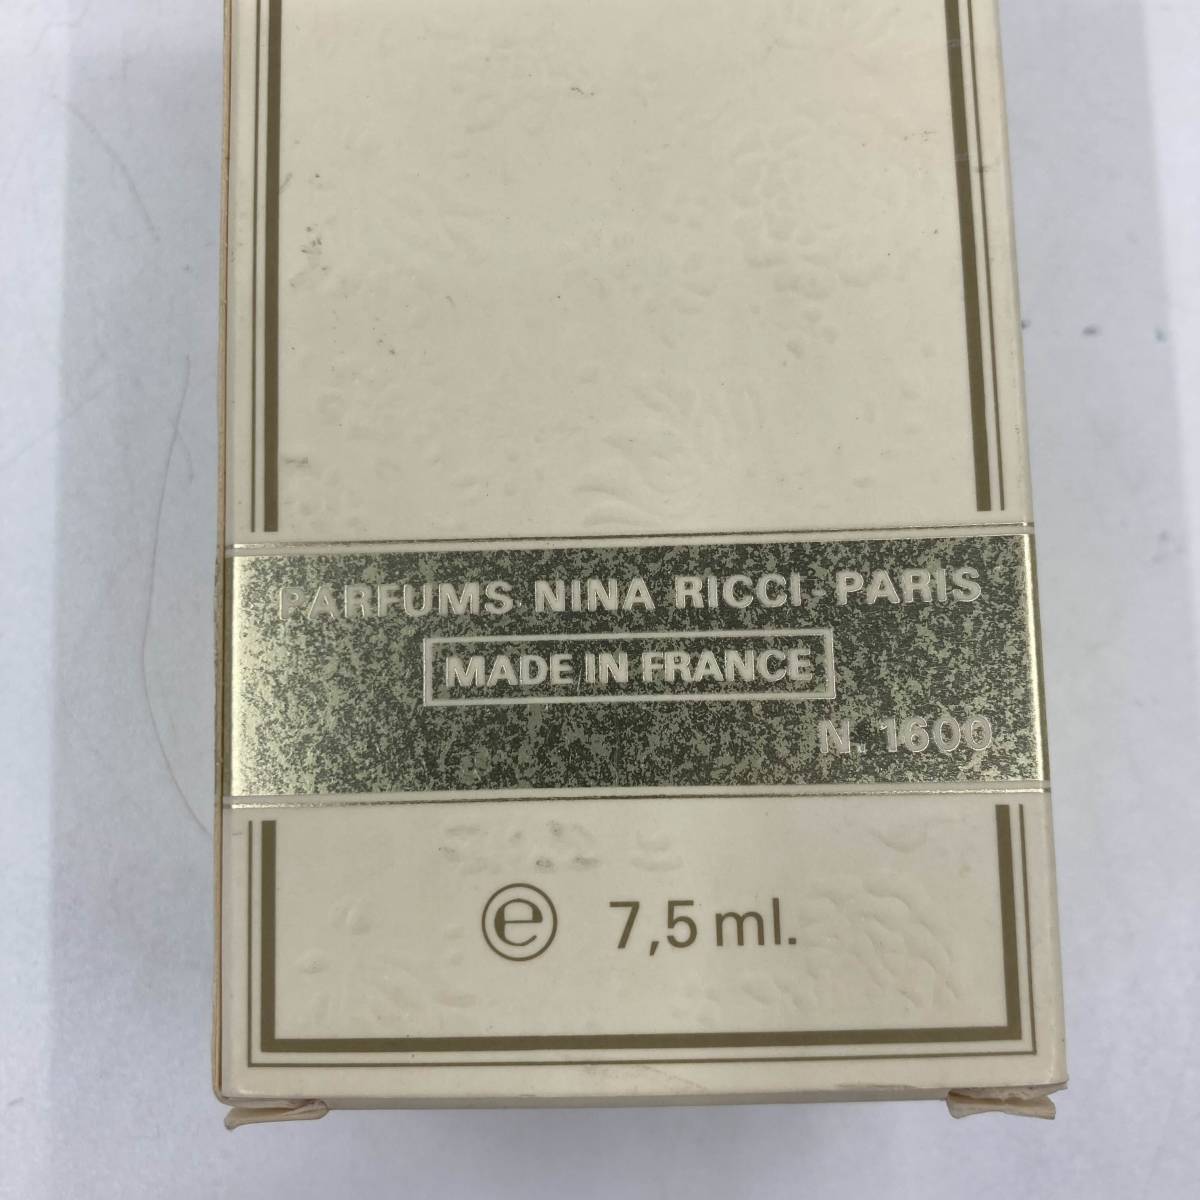 PARFUMS NINA RICCI - PARIS
MADE IN FRANCE
N. 1600
℮ 7,5 ml.